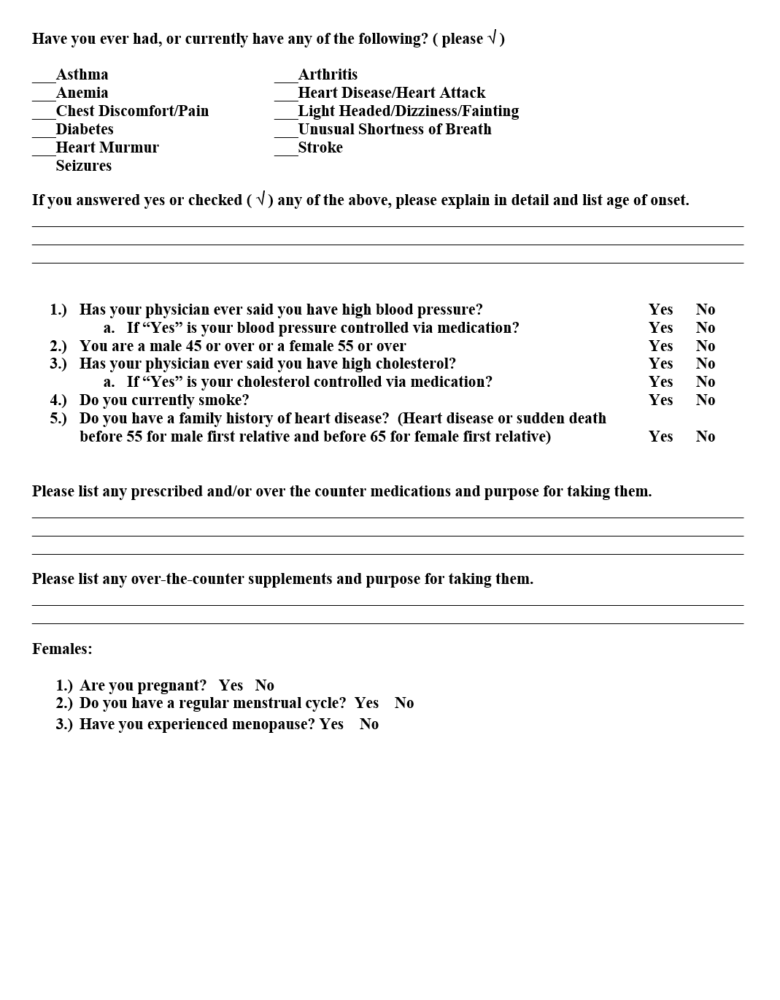 Have you ever had, or currently have any of the following? ( please √ )
___Asthma ___Arthritis
___Anemia ___Heart Disease/Heart Attack
___Chest Discomfort/Pain ___Light Headed/Dizziness/Fainting
___Diabetes ___Unusual Shortness of Breath
___Heart Murmur ___Stroke
Seizures
If you answered yes or checked ( √ ) any of the above, please explain in detail and list age of onset.
1.) Has your physician ever said you have high blood pressure? Yes No
a. If “Yes” is your blood pressure controlled via medication? Yes No
2.) You are a male 45 or over or a female 55 or over Yes No
3.) Has your physician ever said you have high cholesterol? Yes No
a. If “Yes” is your cholesterol controlled via medication? Yes No
4.) Do you currently smoke? Yes No
5.) Do you have a family history of heart disease? (Heart disease or sudden death
before 55 for male first relative and before 65 for female first relative) Yes No
Please list any prescribed and/or over the counter medications and purpose for taking them.
Please list any over-the-counter supplements and purpose for taking them.
Females:
1.) Are you pregnant? Yes No
2.) Do you have a regular menstrual cycle? Yes No
3.) Have you experienced menopause? Yes No